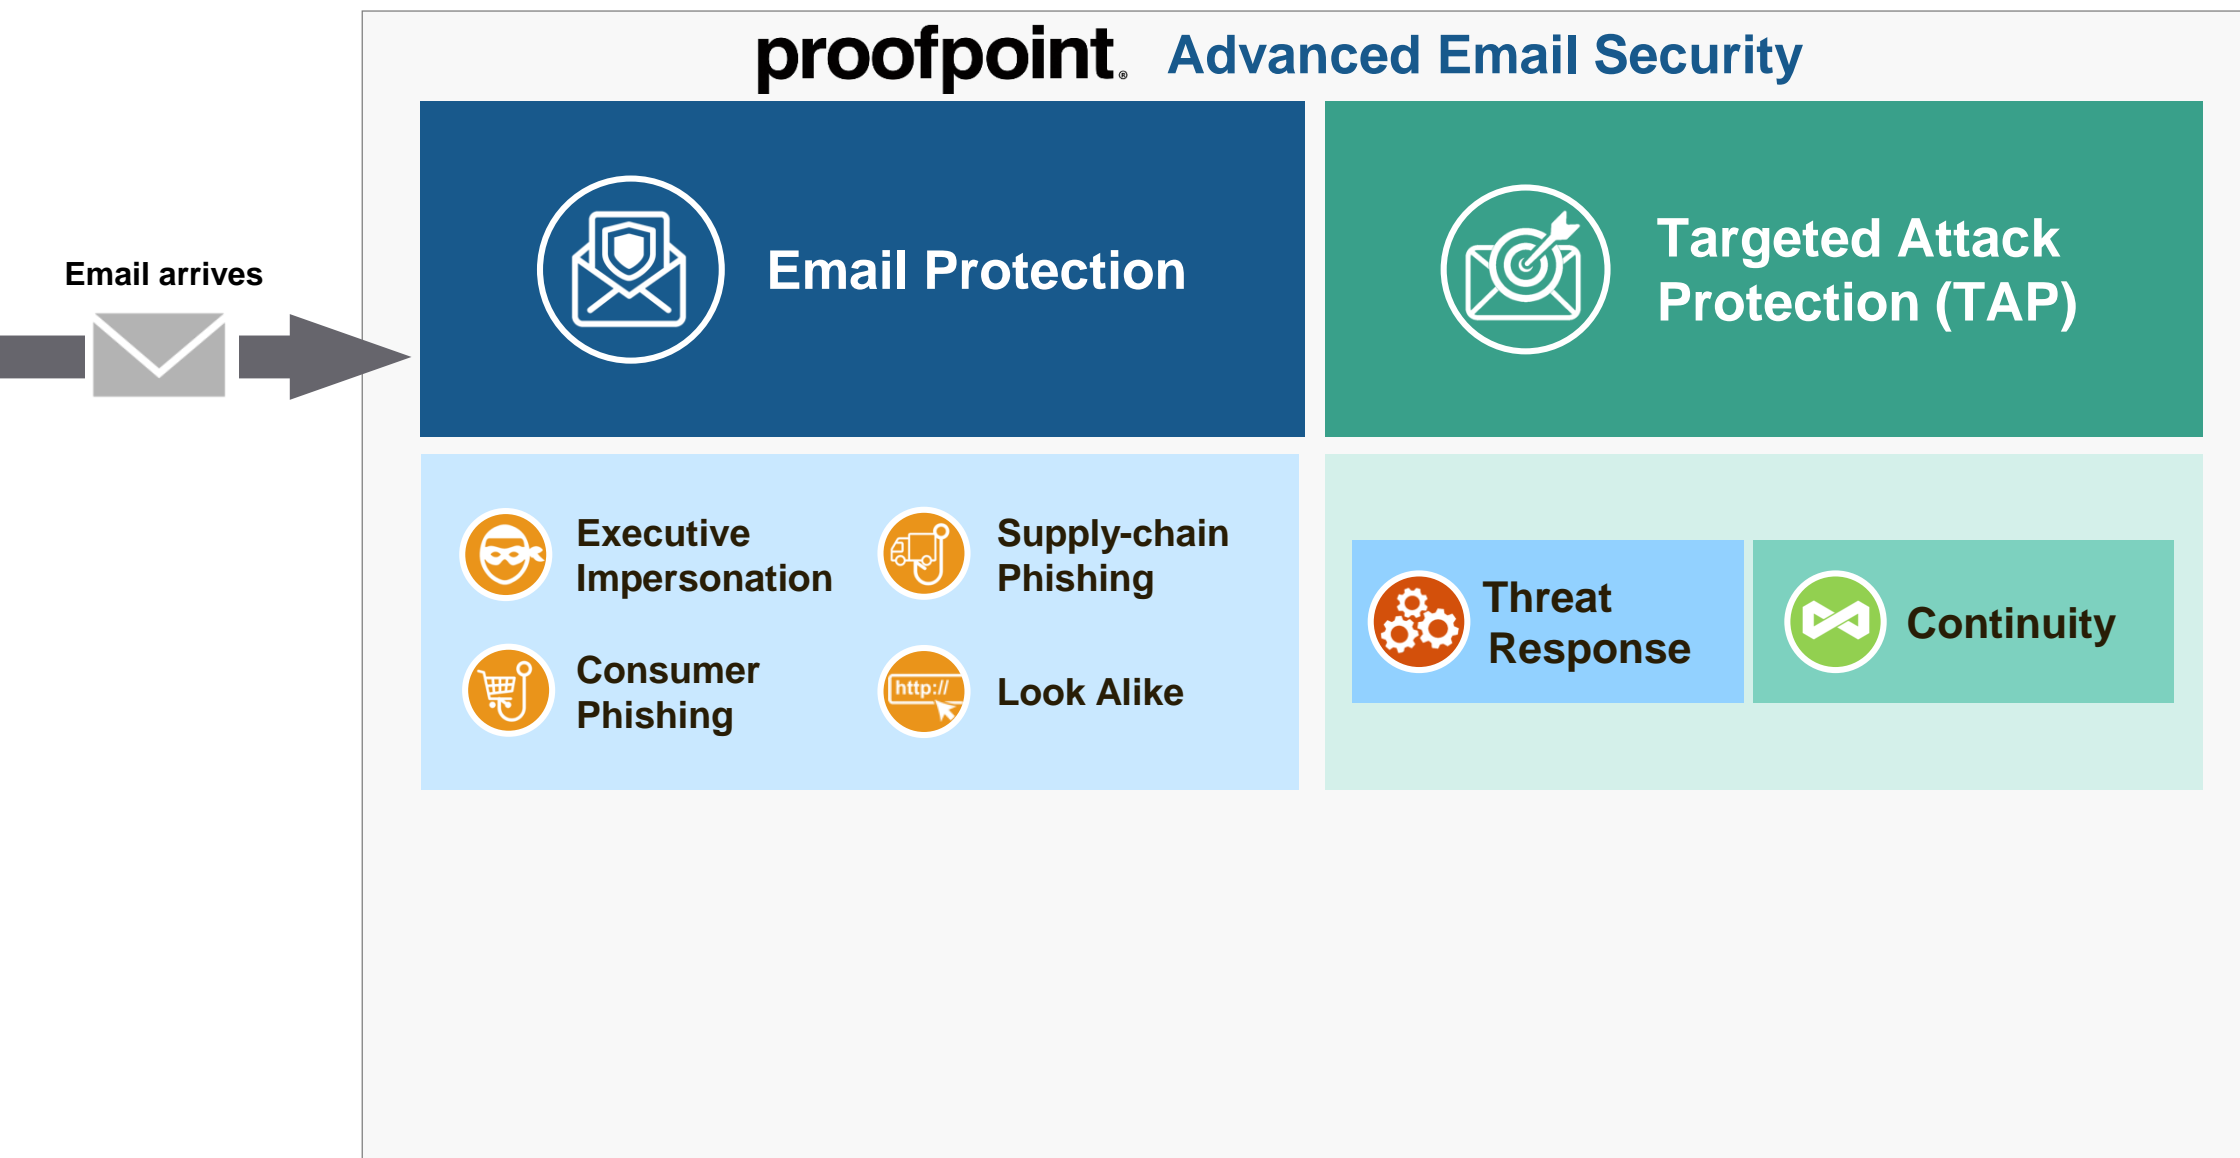 proofpoint® Advanced Email Security
Email arrives
Email Protection
Targeted Attack
Protection (TAP)
Executive
Impersonation
Supply-chain
Phishing
Consumer
Phishing
http://
Look Alike
Threat
Response
Continuity